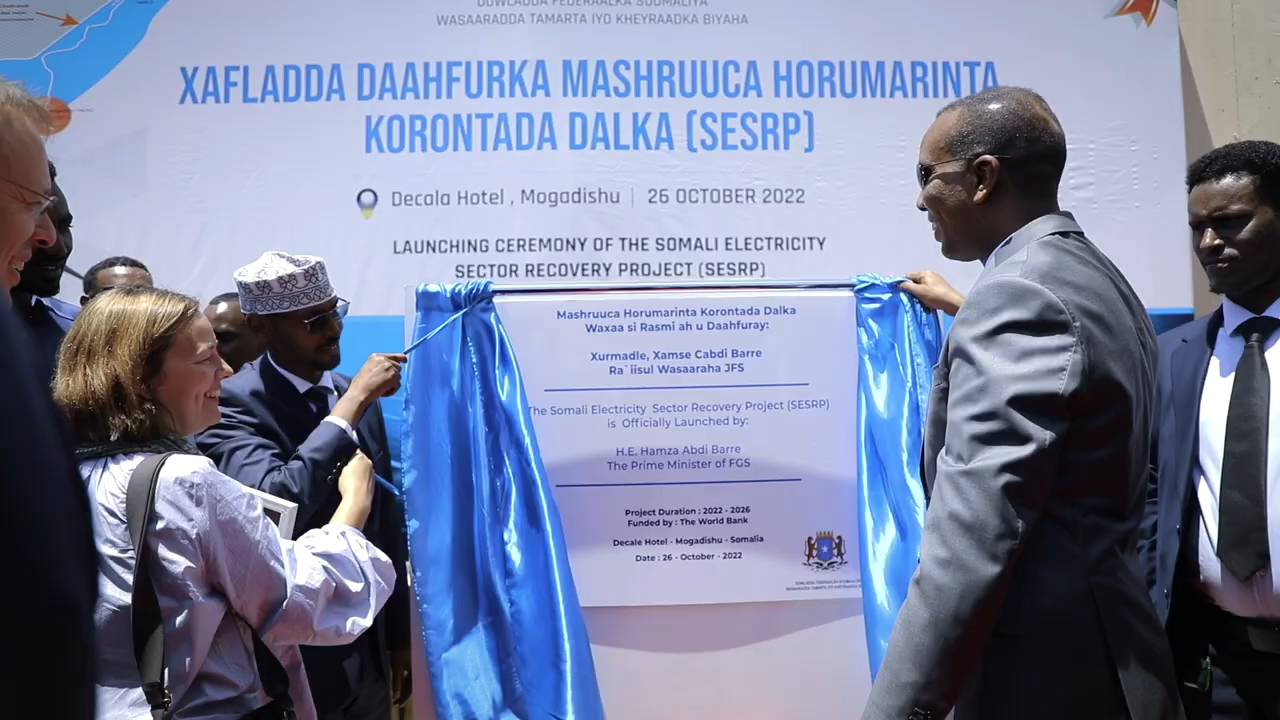 DOWLADDA FEDERAALKA SOOMALIYA
WASAARADDA TAMARTA IYO KHEYRAADKA BIYAHA
XAFLADDA DAAHFURKA MASHRUUCA HORUMARINTA
KORONTADA DALKA (SESRP)
Decala Hotel , Mogadishu | 26 OCTOBER 2022
LAUNCHING CEREMONY OF THE SOMALI ELECTRICITY
SECTOR RECOVERY PROJECT (SESRP)
Mashruuca Horumarinta Korontada Dalka
Waxaa si Rasmi ah u Daahfuray:
Xurmadle, Xamse Cabdi Barre
Ra`iisul Wasaaraha JFS
The Somali Electricity Sector Recovery Project (SESRP)
is Officially Launched by:
H.E. Hamza Abdi Barre
The Prime Minister of FGS
Project Duration : 2022 - 2026
Funded by : The World Bank
Decale Hotel - Mogadishu - Somalia
Date : 26 - October - 2022